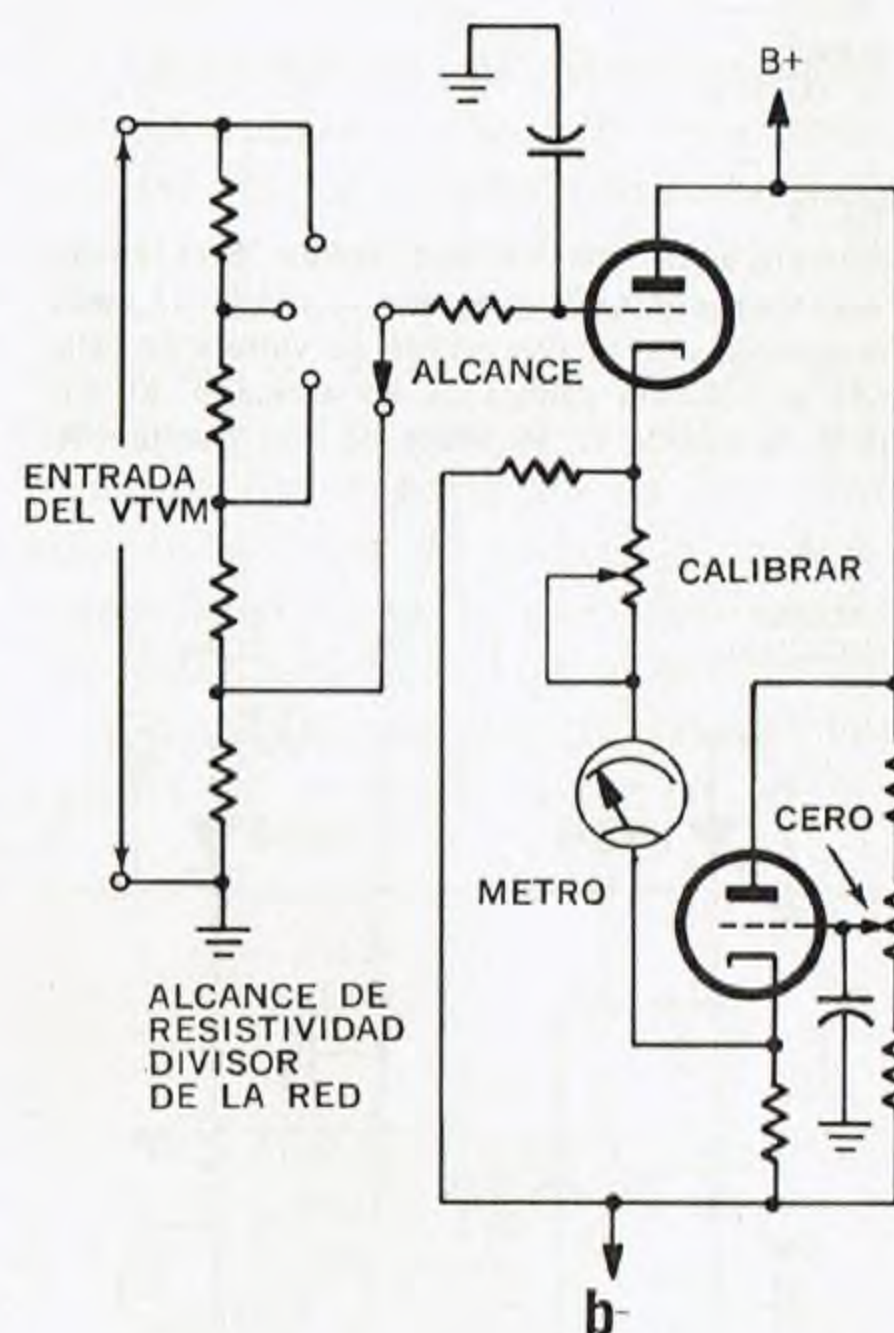 B+
ALCANCE
ENTRADA
DEL VTVM
CALIBRAR
CERO
METRO
ALCANCE DE
RESISTIVIDAD
DIVISOR
DE LA RED
b-